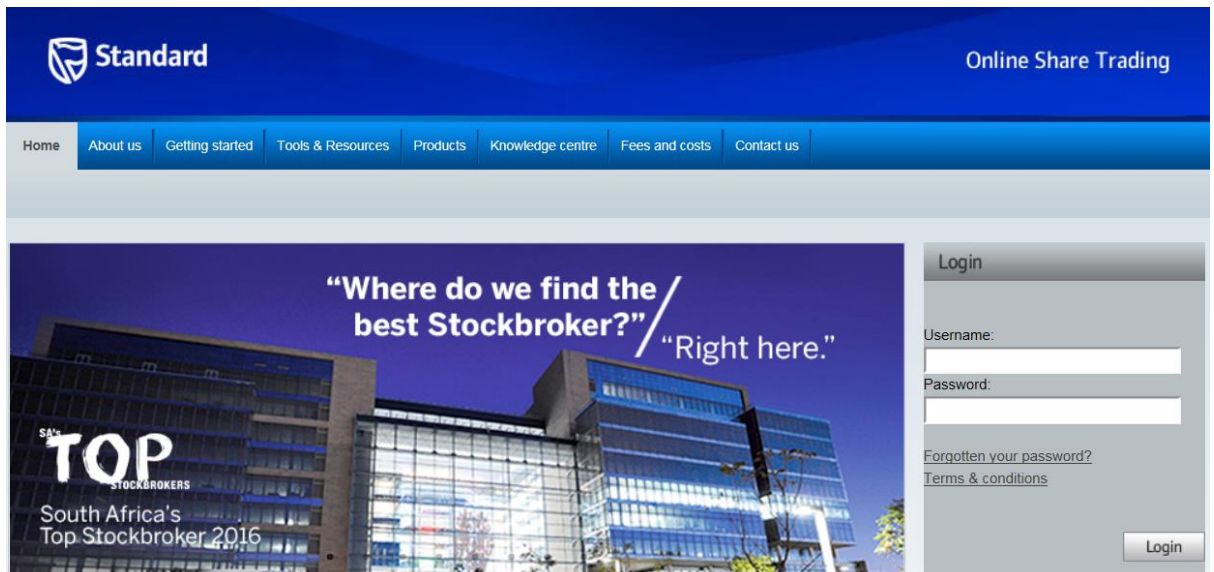 Standard
Online Share Trading
Home
About us
Getting started
Tools & Resources
Products
Knowledge centre
Fees and costs
Contact us
“Where do we find the
best Stockbroker?”
“Right here.”
SA's
TOP
STOCKBROKERS
South Africa's
Top Stockbroker 2016
Login
Username:
Password:
Forgotten your password?
Terms & conditions
Login